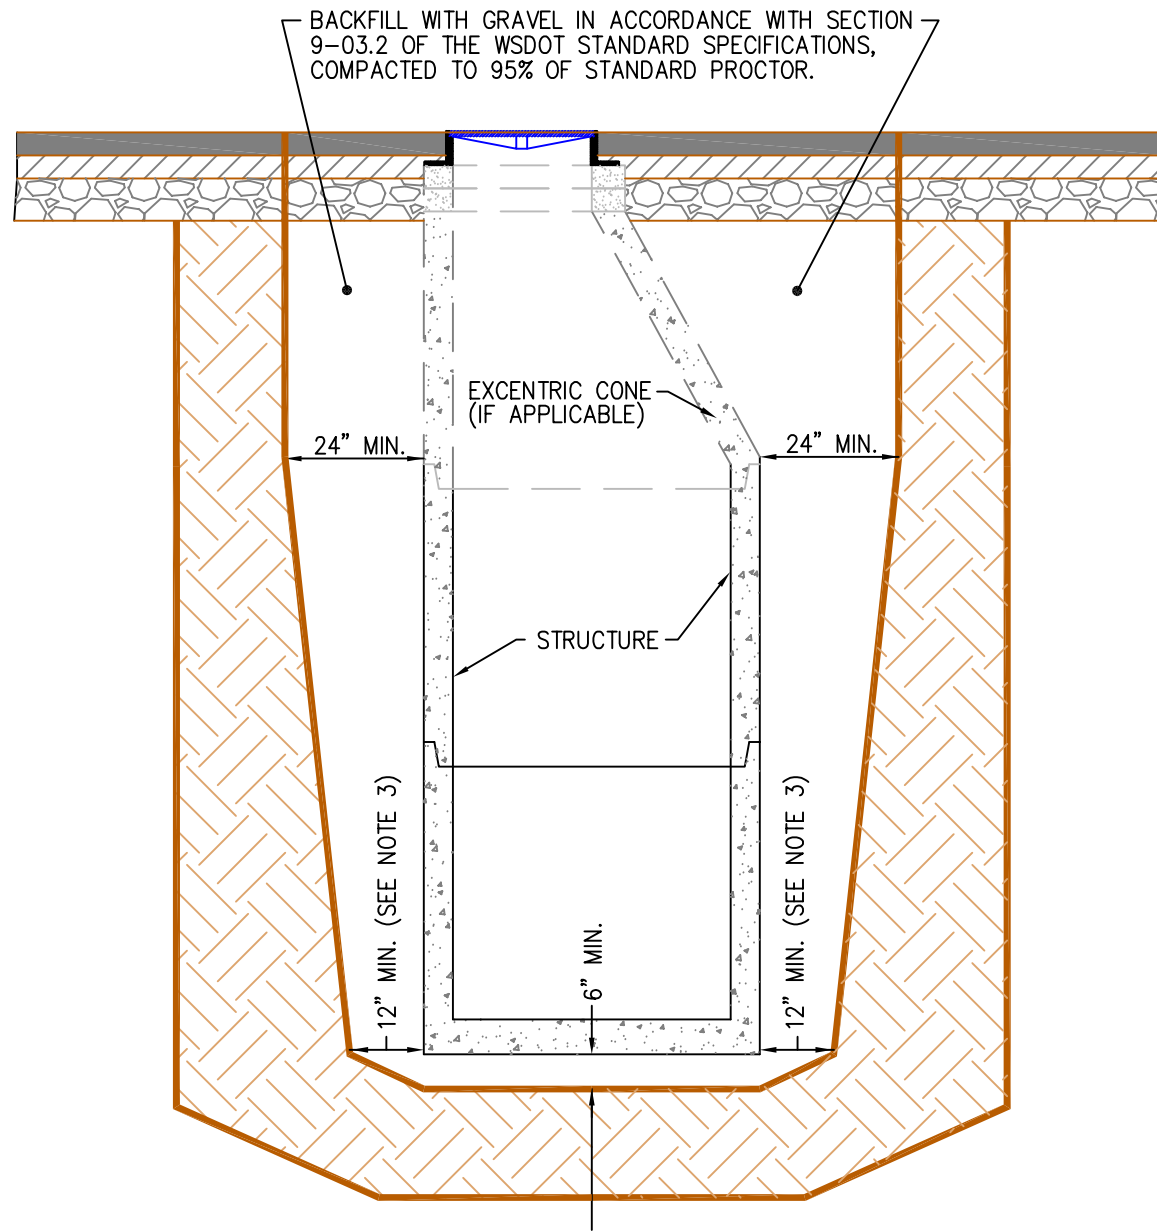 BACKFILL WITH GRAVEL IN ACCORDANCE WITH SECTION
9-03.2 OF THE WSDOT STANDARD SPECIFICATIONS,
COMPACTED TO 95% OF STANDARD PROCTOR.
EXCENTRIC CONE
(IF APPLICABLE)
24" MIN.
24" MIN.
STRUCTURE
12" MIN. (SEE NOTE 3)
6" MIN.
12" MIN. (SEE NOTE 3)